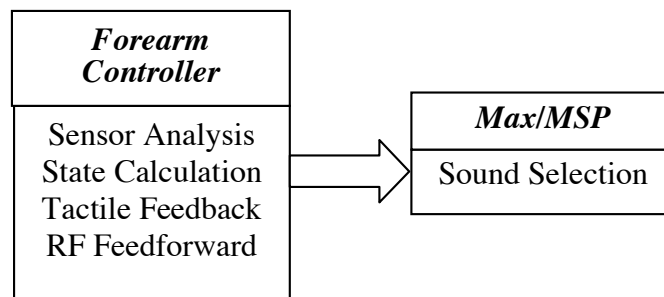 Forearm
Controller
Sensor Analysis
State Calculation
Tactile Feedback
RF Feedforward
Max/MSP
Sound Selection